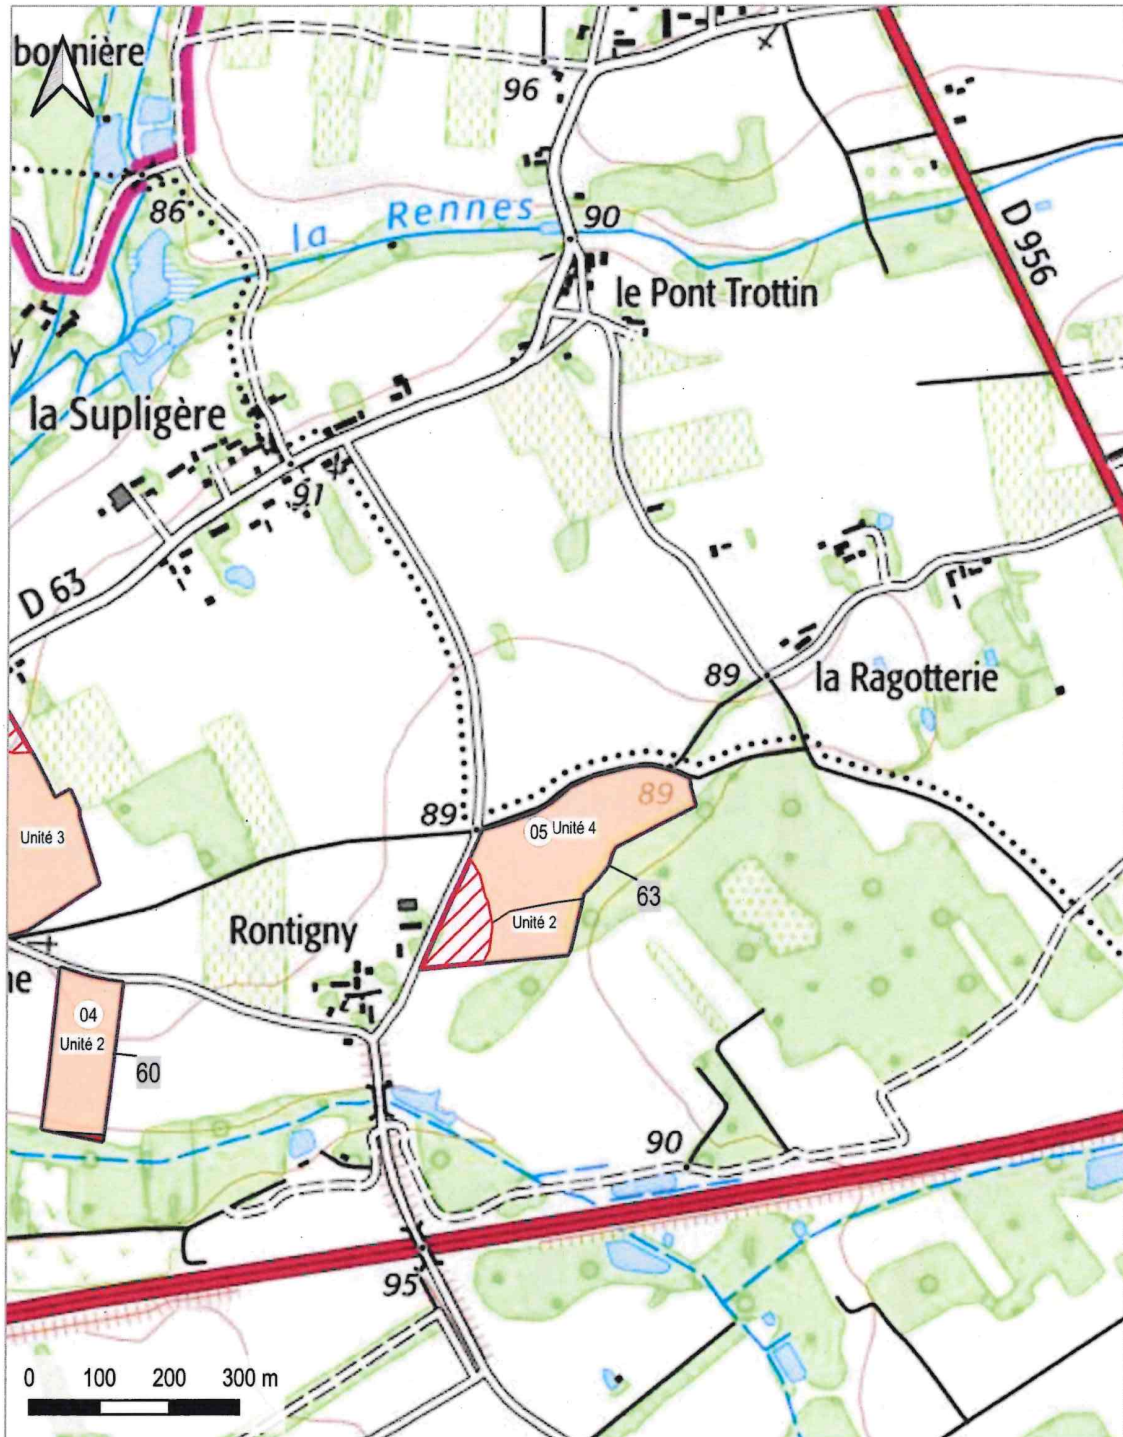 bonnière
96
86
la Rennes
90
le Pont Trottin
D 956
y
la Supligère
91
D 63
89
la Ragotterie
Unité 3
89
89
05 Unité 4
63
Unité 2
Rontigny
ne
04
Unité 2
60
90
95
0 100 200 300 m